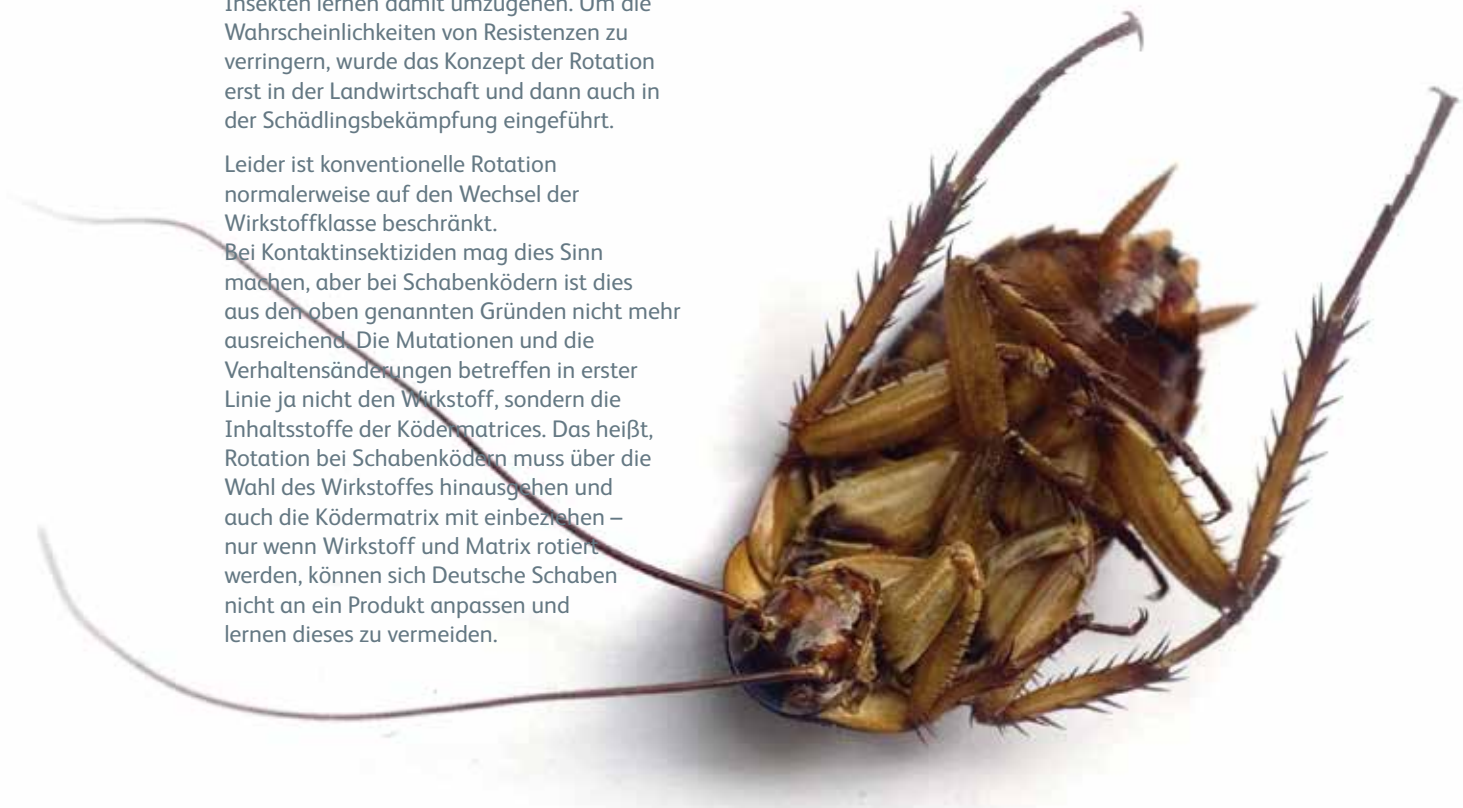 Insekten lernen damit umzugehen. Um die
Wahrscheinlichkeiten von Resistenzen zu
verringern, wurde das Konzept der Rotation
erst in der Landwirtschaft und dann auch in
der Schädlingsbekämpfung eingeführt.
Leider ist konventionelle Rotation
normalerweise auf den Wechsel der
Wirkstoffklasse beschränkt.
Bei Kontaktinsektiziden mag dies Sinn
machen, aber bei Schabenködern ist dies
aus den oben genannten Gründen nicht mehr
ausreichend. Die Mutationen und die
Verhaltensänderungen betreffen in erster
Linie ja nicht den Wirkstoff, sondern die
Inhaltsstoffe der Ködermatrices. Das heißt,
Rotation bei Schabenködern muss über die
Wahl des Wirkstoffes hinausgehen und
auch die Ködermatrix mit einbeziehen –
nur wenn Wirkstoff und Matrix rotiert
werden, können sich Deutsche Schaben
nicht an ein Produkt anpassen und
lernen dieses zu vermeiden.